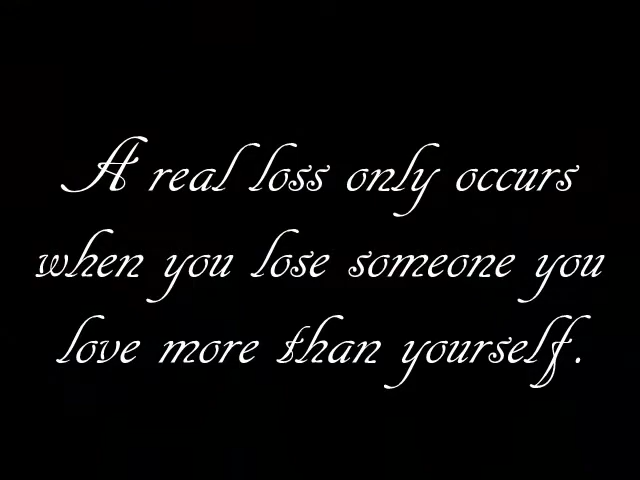 A real loss only occurs
when you lose someone you
love more than yourself.